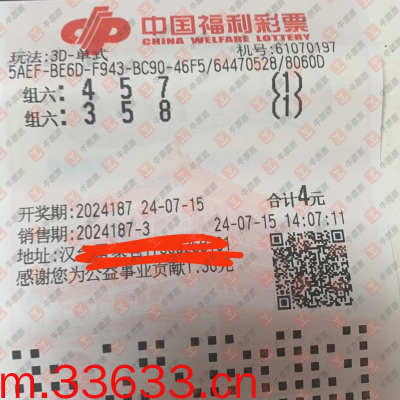 中国福利彩票
CHINA WELFARE LOTTERY
玩法:3D-单式 机号:61070197
5AEF-BE6D-F943-BC90-46F5/64470528/8060D
组六: 4 5 7 (1)
组六: 3 5 8 (1)
开奖期:2024187 24-07-15 合计4元
销售期:2024187-3 24-07-15 14:07:11
地址:汉
感谢您为公益事业贡献1.36元
m.33633.cn